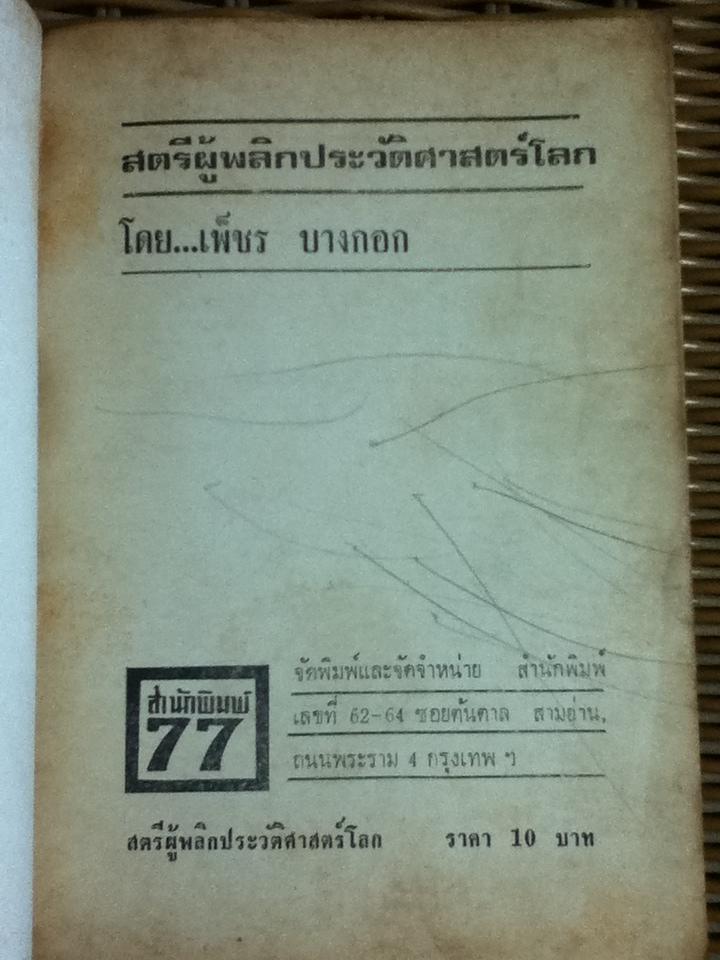 สตรีผู้พลิกประวัติศาสตร์โลก
โดย...เพ็ชร บางกอก
สำนักพิมพ์
77
จัดพิมพ์และจัดจำหน่าย สำนักพิมพ์
เลขที่ 62-64 ซอยต้นตาล สามย่าน,
ถนนพระราม 4 กรุงเทพ ฯ
สตรีผู้พลิกประวัติศาสตร์โลก ราคา 10 บาท